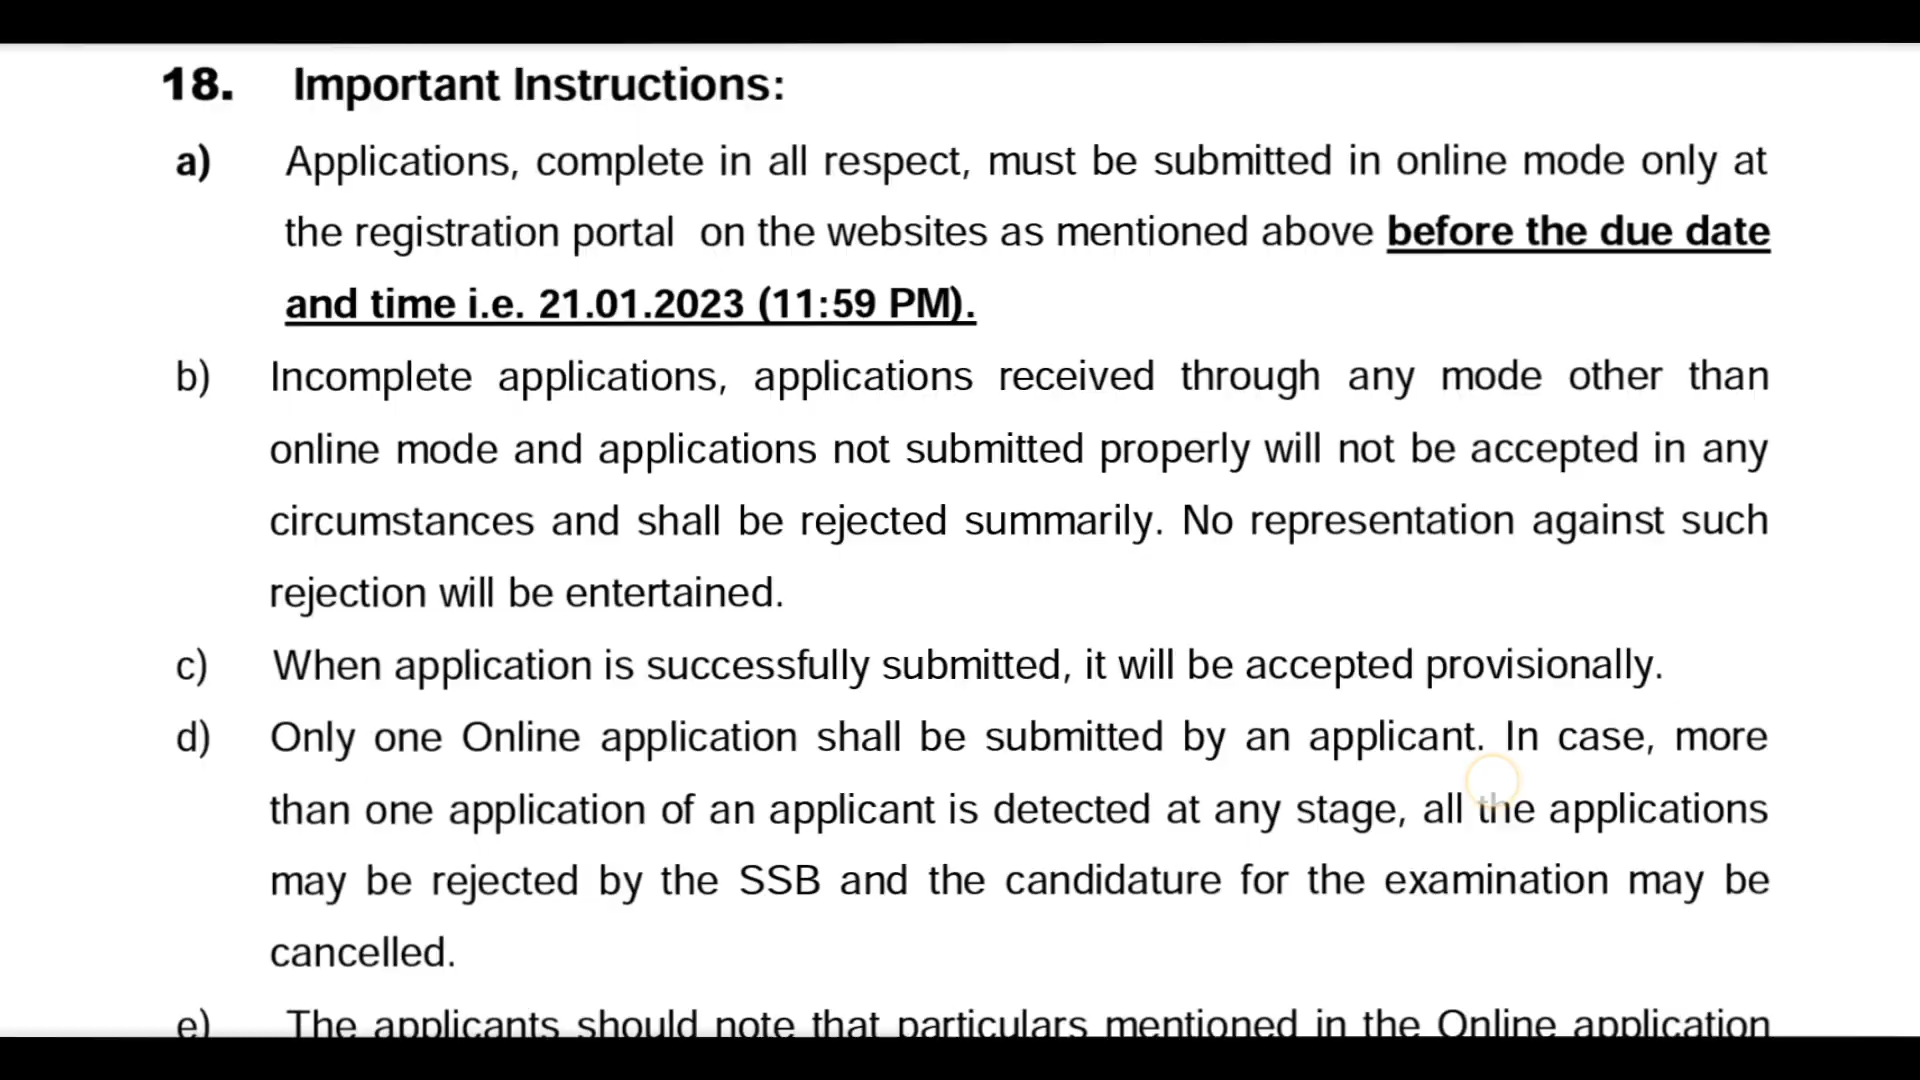 18. Important Instructions:
a) Applications, complete in all respect, must be submitted in online mode only at
the registration portal on the websites as mentioned above before the due date
and time i.e. 21.01.2023 (11:59 PM).
b) Incomplete applications, applications received through any mode other than
online mode and applications not submitted properly will not be accepted in any
circumstances and shall be rejected summarily. No representation against such
rejection will be entertained.
c) When application is successfully submitted, it will be accepted provisionally.
d) Only one Online application shall be submitted by an applicant. In case, more
than one application of an applicant is detected at any stage, all the applications
may be rejected by the SSB and the candidature for the examination may be
cancelled.
e) The applicants should note that particulars mentioned in the Online application